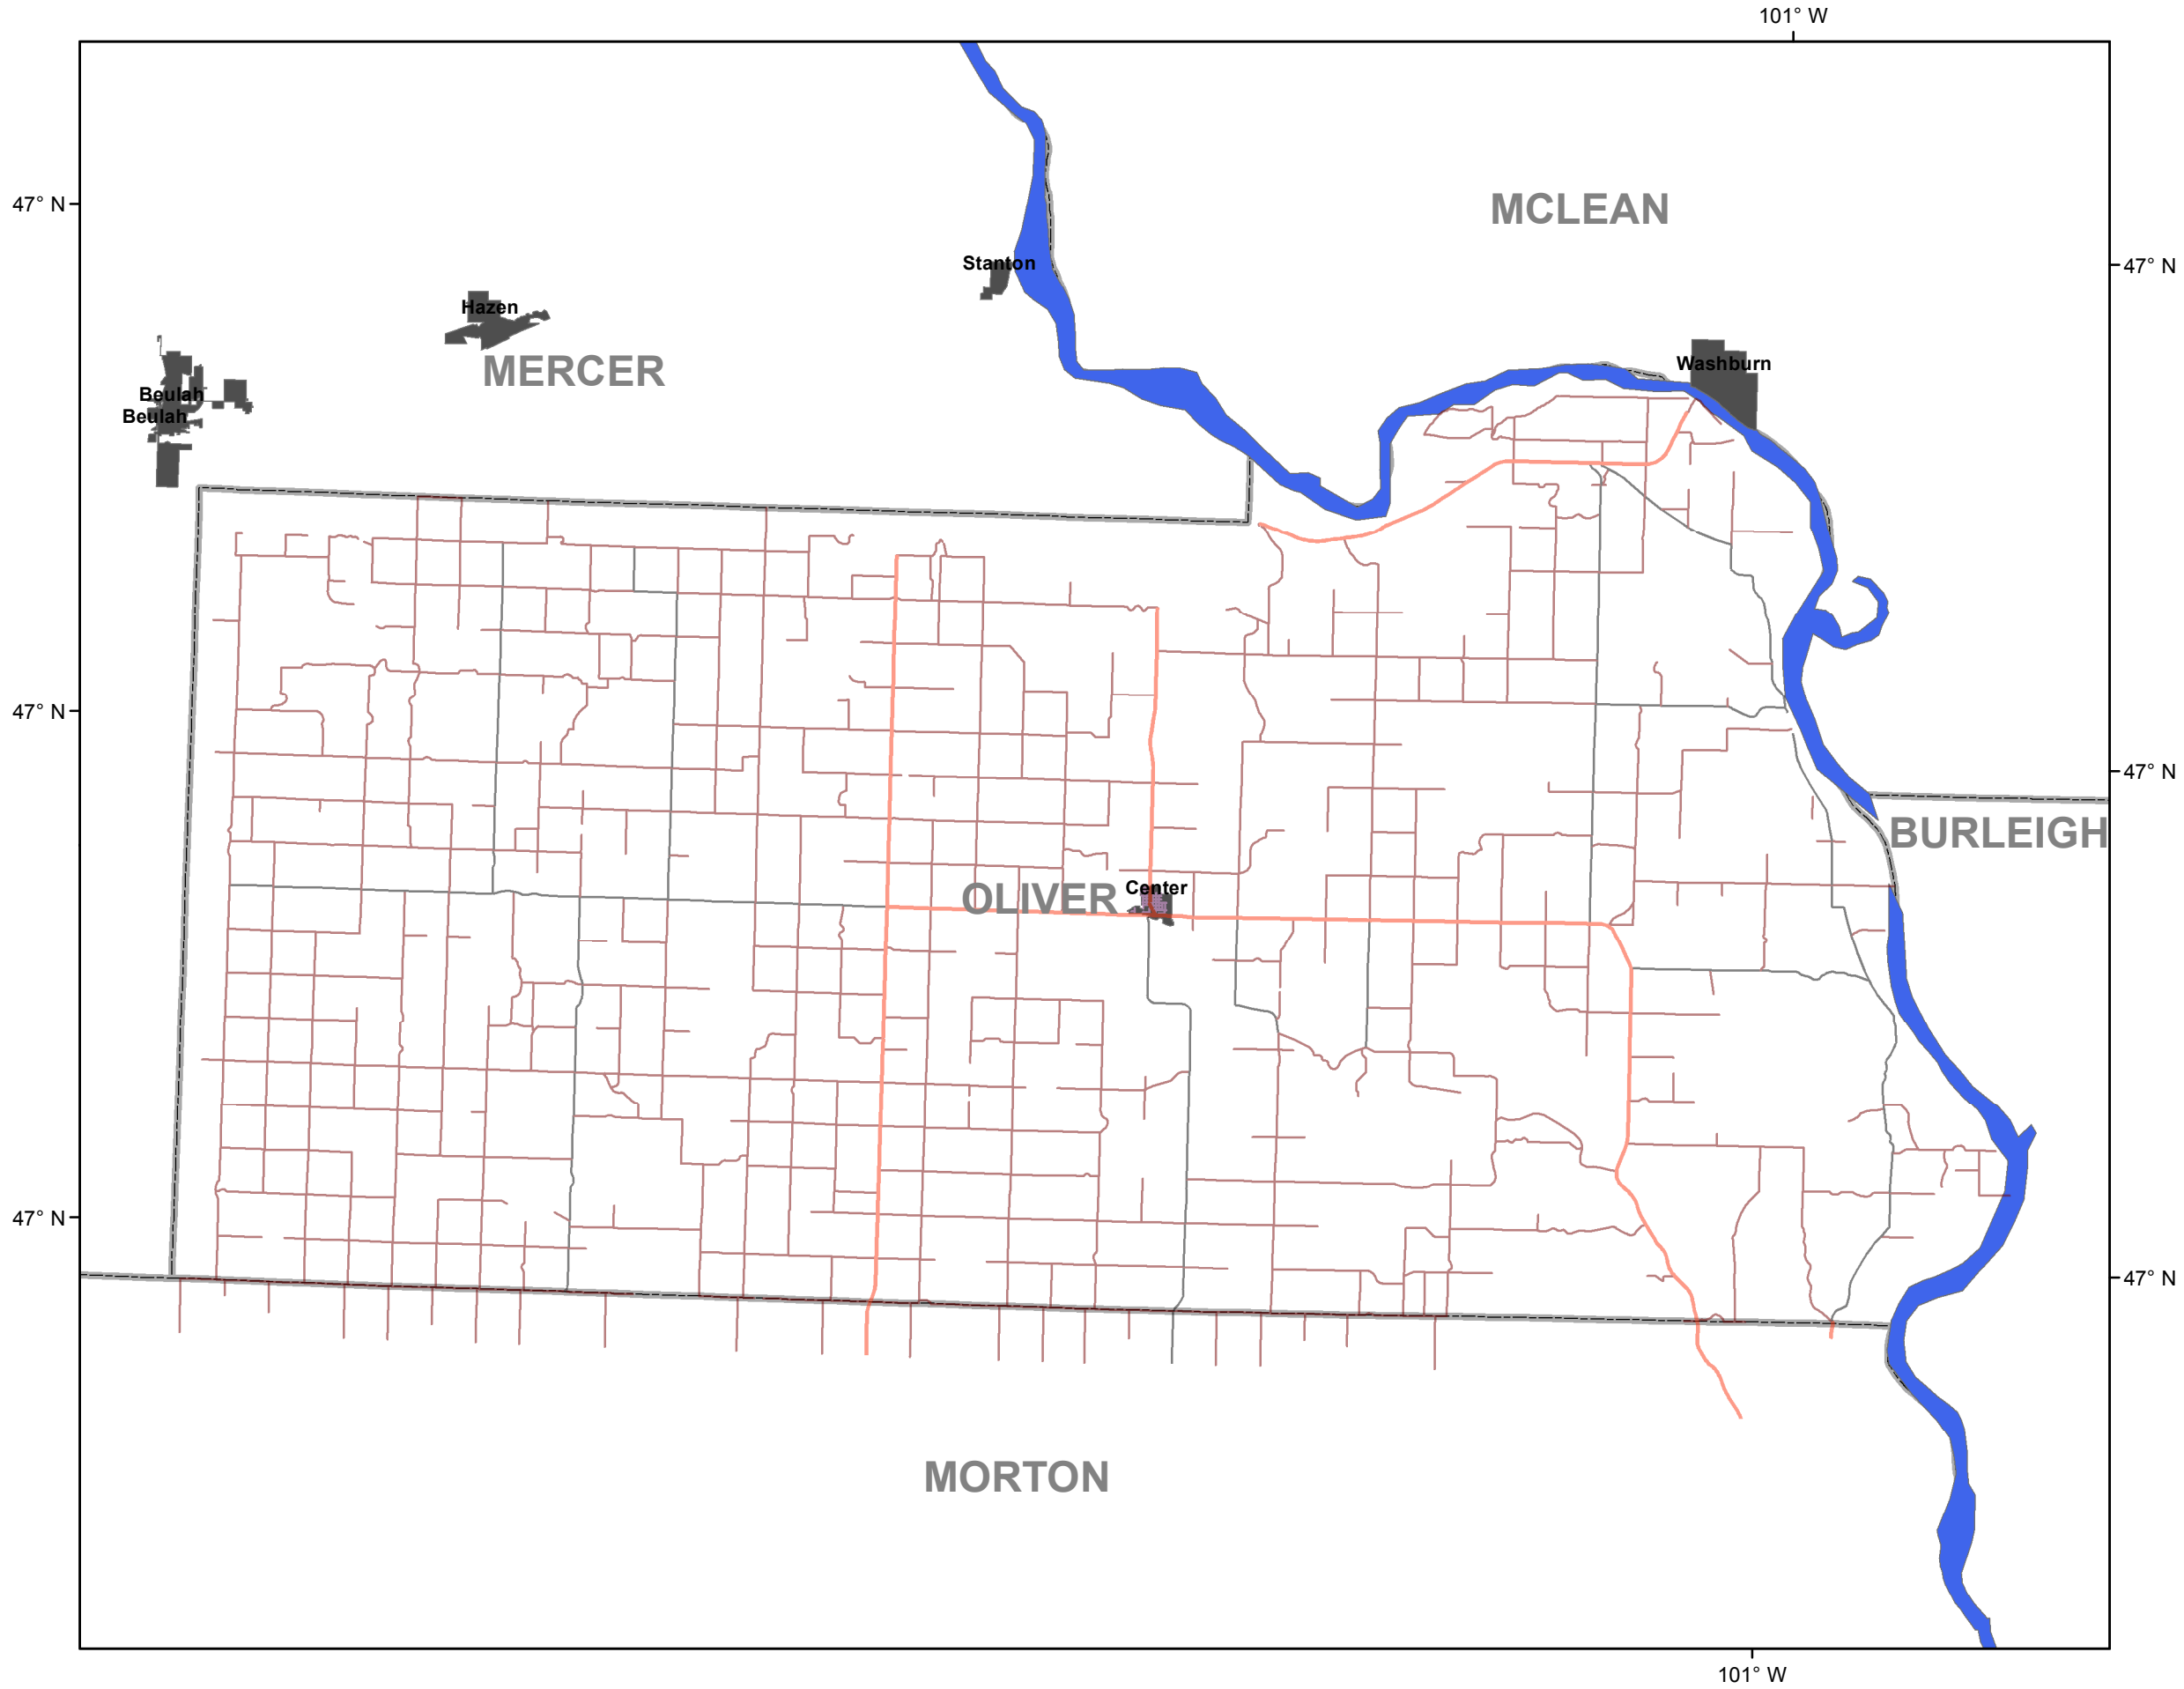 101° W
47° N
MCLEAN
Stanton
47° N
Hazen
Washburn
MERCER
Beulah
Beulah
47° N
47° N
BURLEIGH
Center
OLIVER
47° N
47° N
MORTON
101° W